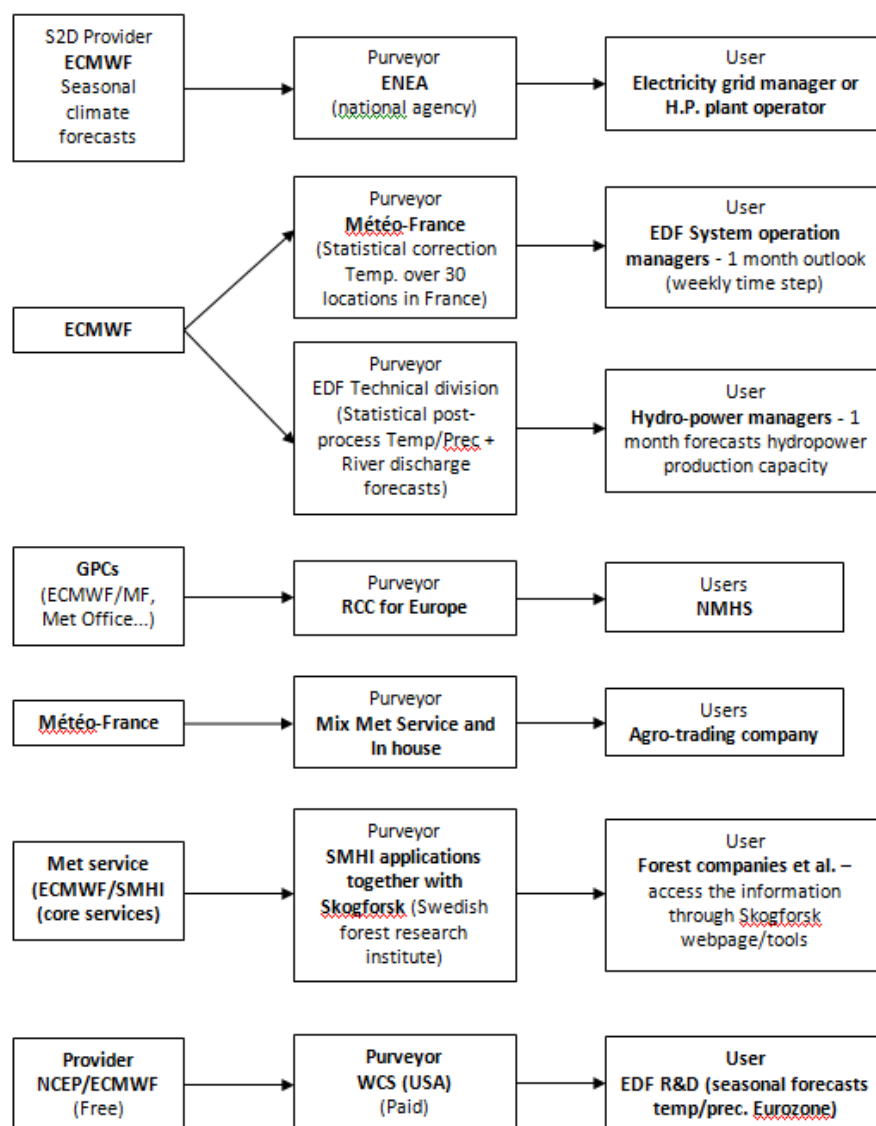 S2D Provider
ECMWF
Seasonal
climate
forecasts
Purveyor
ENEA
(national agency)
User
Electricity grid manager or
H.P. plant operator
ECMWF
Purveyor
Météo-France
(Statistical correction
Temp. over 30
locations in France)
User
EDF System operation
managers - 1 month outlook
(weekly time step)
Purveyor
EDF Technical division
(Statistical post-
process Temp/Prec +
River discharge
forecasts)
User
Hydro-power managers - 1
month forecasts hydropower
production capacity
GPCs
(ECMWF/MF,
Met Office...)
Purveyor
RCC for Europe
Users
NMHS
Météo-France
Purveyor
Mix Met Service and
In house
Users
Agro-trading company
Met service
(ECMWF/SMHI
(core services)
Purveyor
SMHI applications
together with
Skogforsk (Swedish
forest research
institute)
User
Forest companies et al. –
access the information
through Skogforsk
webpage/tools
Provider
NCEP/ECMWF
(Free)
Purveyor
WCS (USA)
(Paid)
User
EDF R&D (seasonal forecasts
temp/prec. Eurozone)